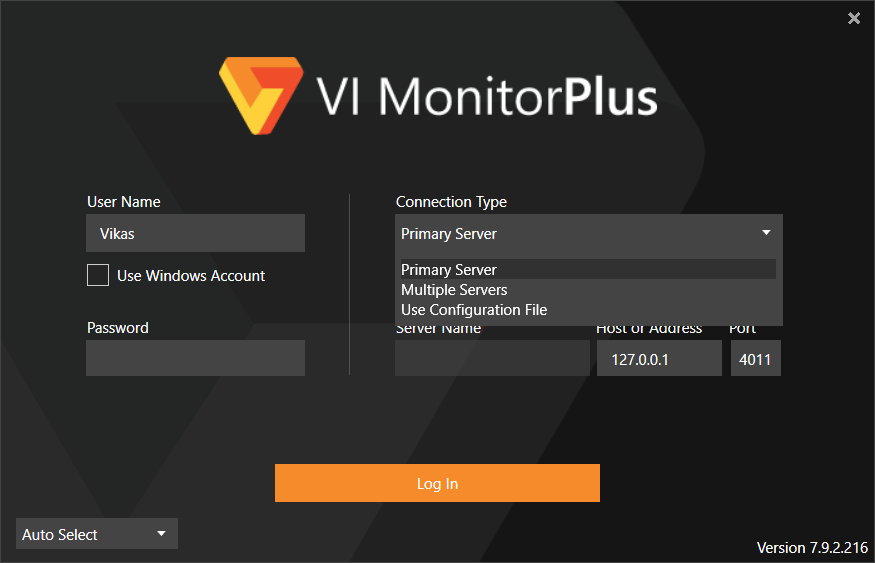 VI MonitorPlus
User Name
Vikas
Use Windows Account
Password
Connection Type
Primary Server
Primary Server
Multiple Servers
Use Configuration File
Server Name
Host or Address
Port
127.0.0.1
4011
Log In
Auto Select
Version 7.9.2.216